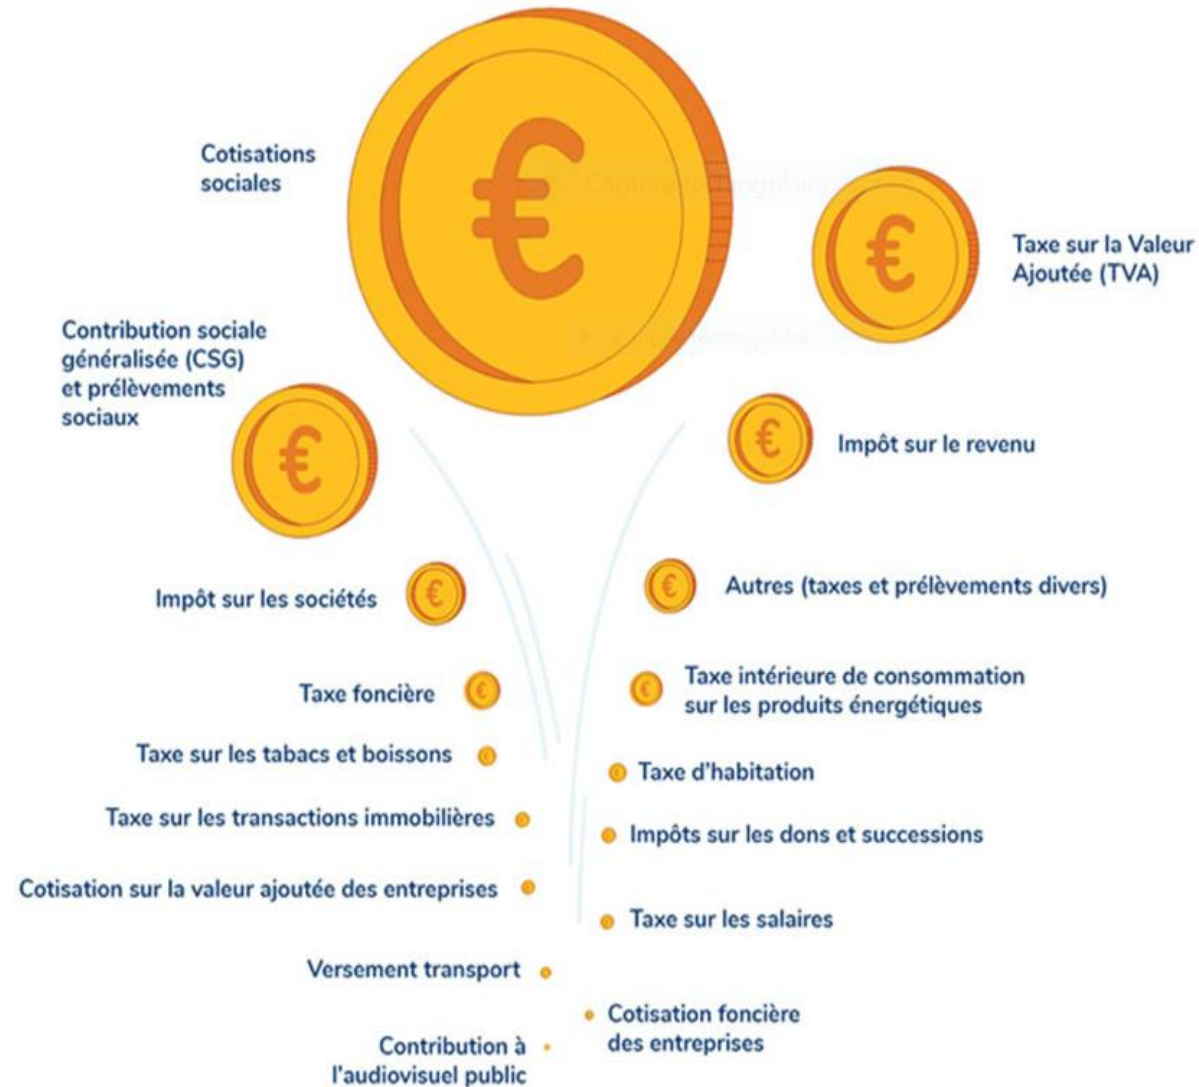 Cotisations
sociales
Taxe sur la Valeur
Ajoutée (TVA)
Contribution sociale
généralisée (CSG)
et prélèvements
sociaux
Impôt sur le revenu
Impôt sur les sociétés
Autres (taxes et prélèvements divers)
Taxe foncière
Taxe intérieure de consommation
sur les produits énergétiques
Taxe sur les tabacs et boissons
Taxe d'habitation
Taxe sur les transactions immobilières
Impôts sur les dons et successions
Cotisation sur la valeur ajoutée des entreprises
Taxe sur les salaires
Versement transport
Cotisation foncière
des entreprises
Contribution à
l'audiovisuel public